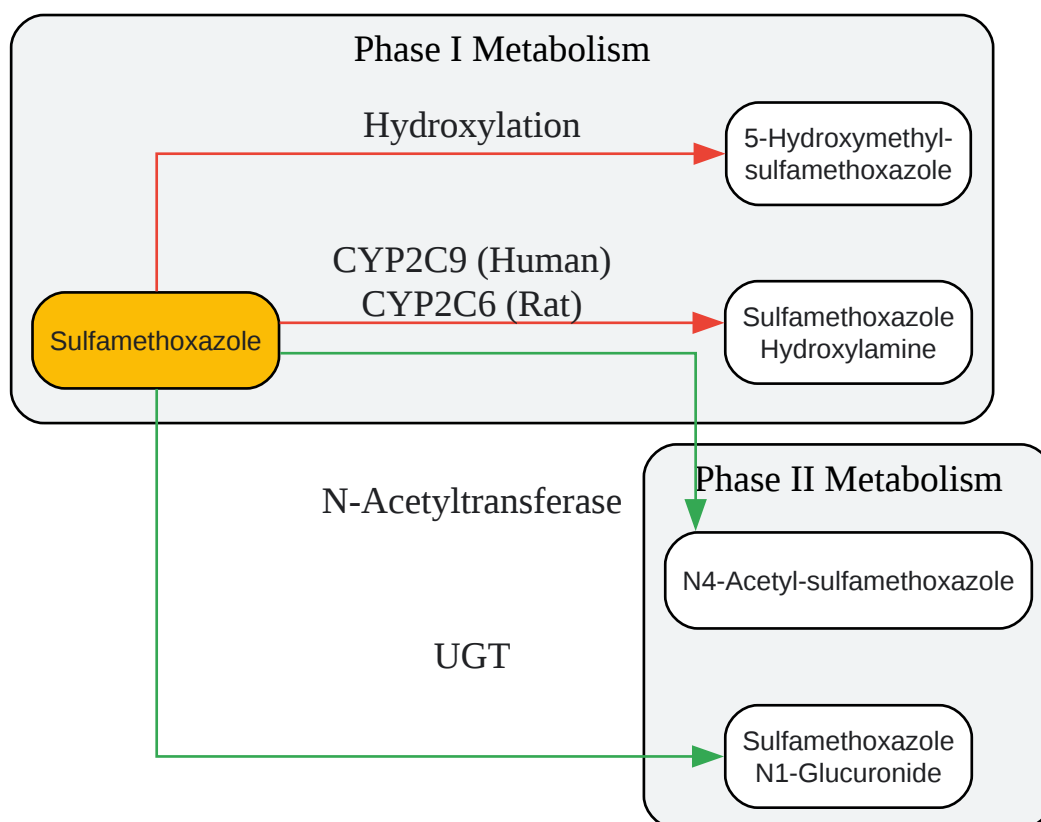 Phase I Metabolism
Hydroxylation
5-Hydroxymethyl-
sulfamethoxazole
CYP2C9 (Human)
CYP2C6 (Rat)
Sulfamethoxazole
Sulfamethoxazole
Hydroxylamine
Phase II Metabolism
N-Acetyltransferase
N4-Acetyl-sulfamethoxazole
UGT
Sulfamethoxazole
N1-Glucuronide